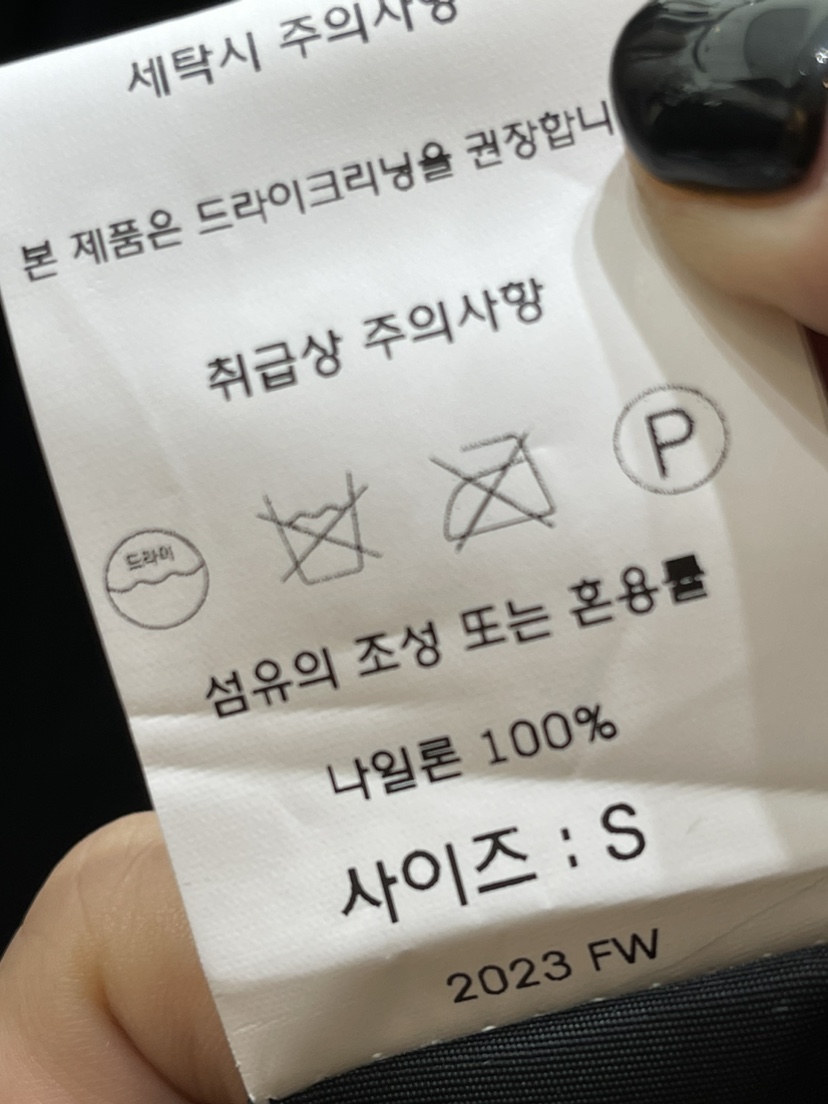 세탁시 주의사항
본 제품은 드라이크리닝을 권장합니
취급상 주의사항
드라이
P
섬유의 조성 또는 혼용률
나일론 100%
사이즈 : S
2023 FW